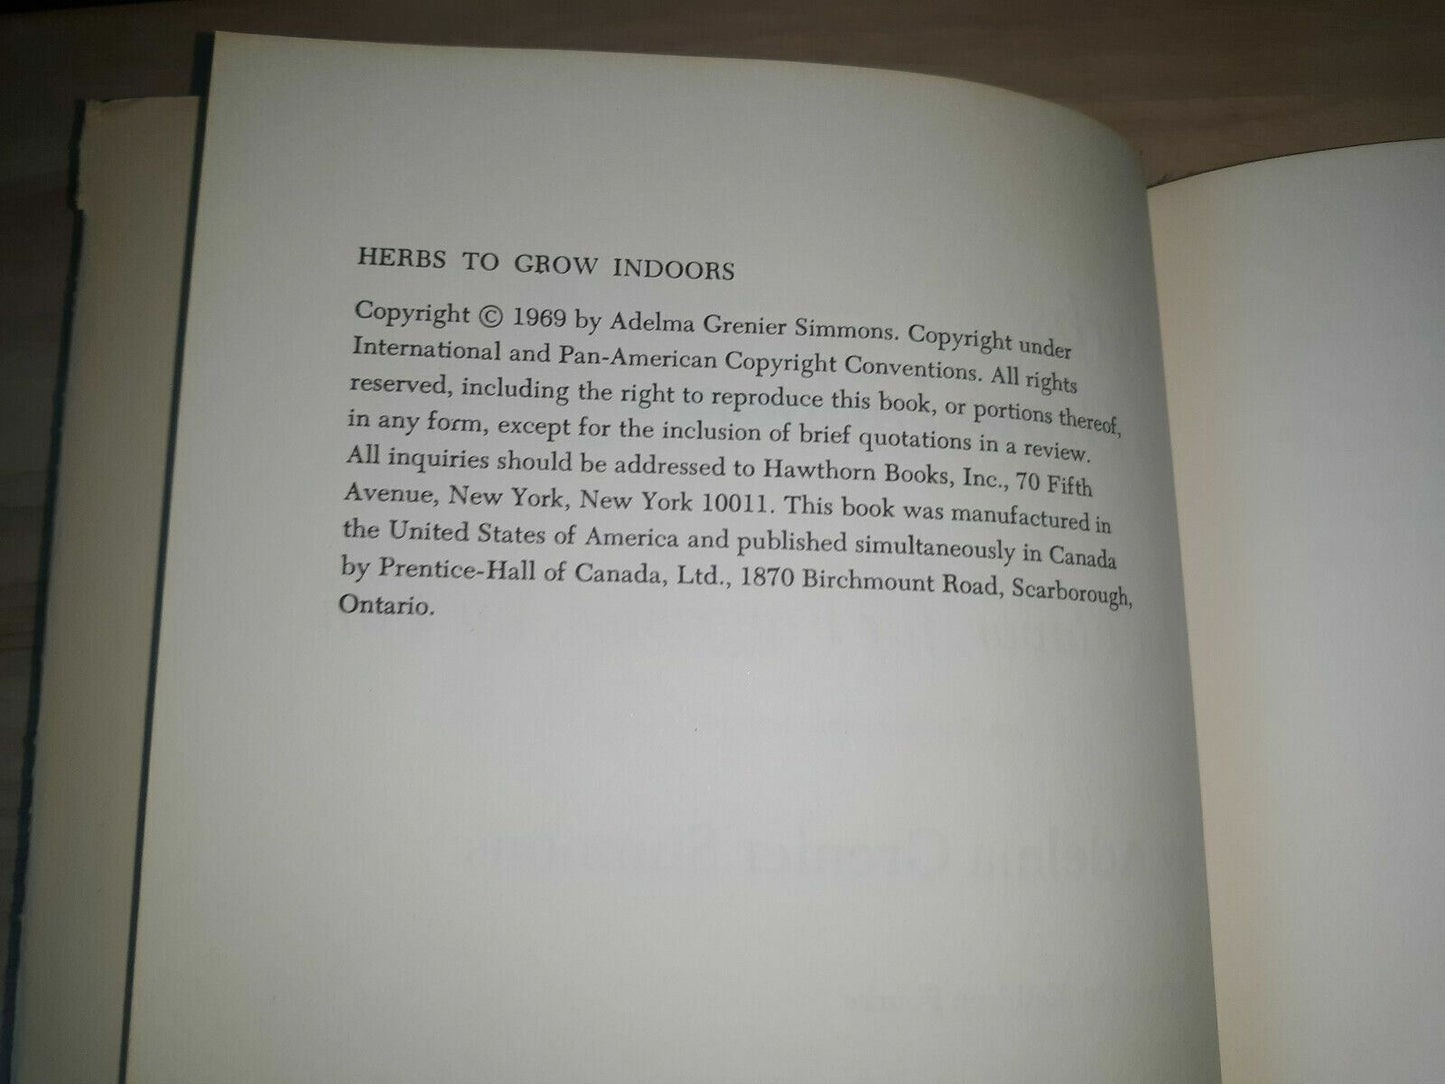 HERBS TO GROW INDOORS
Copyright © 1969 by Adelma Grenier Simmons. Copyright under
International and Pan-American Copyright Conventions. All rights
reserved, including the right to reproduce this book, or portions thereof,
in any form, except for the inclusion of brief quotations in a review.
All inquiries should be addressed to Hawthorn Books, Inc., 70 Fifth
Avenue, New York, New York 10011. This book was manufactured in
the United States of America and published simultaneously in Canada
by Prentice-Hall of Canada, Ltd., 1870 Birchmount Road, Scarborough,
Ontario.